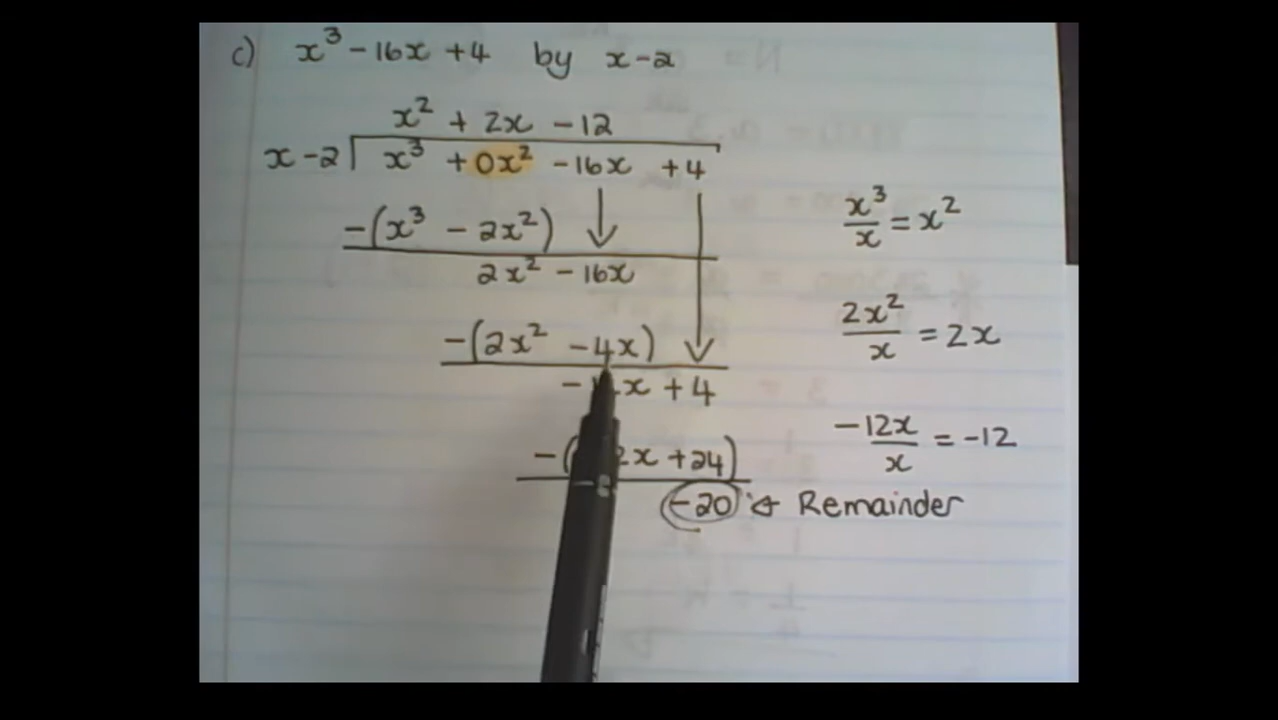 c) x³ - 16x + 4 by x - 2
x² + 2x - 12
x - 2 x³ + 0x² - 16x + 4
-(x³ - 2x²)
x³/x = x²
2x² - 16x
2x²/x = 2x
-(2x² - 4x)
x + 4
-12x/x = -12
-( 2x + 24)
-20 ← Remainder